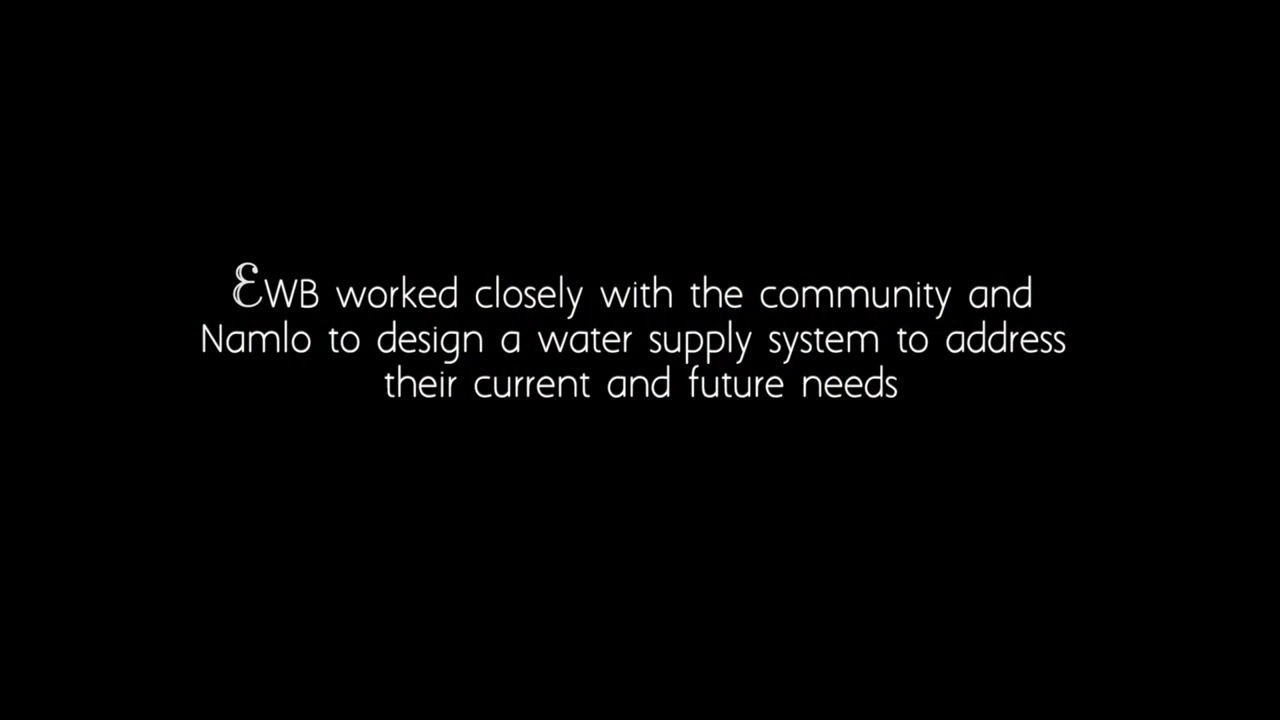 EWB worked closely with the community and
Namlo to design a water supply system to address
their current and future needs